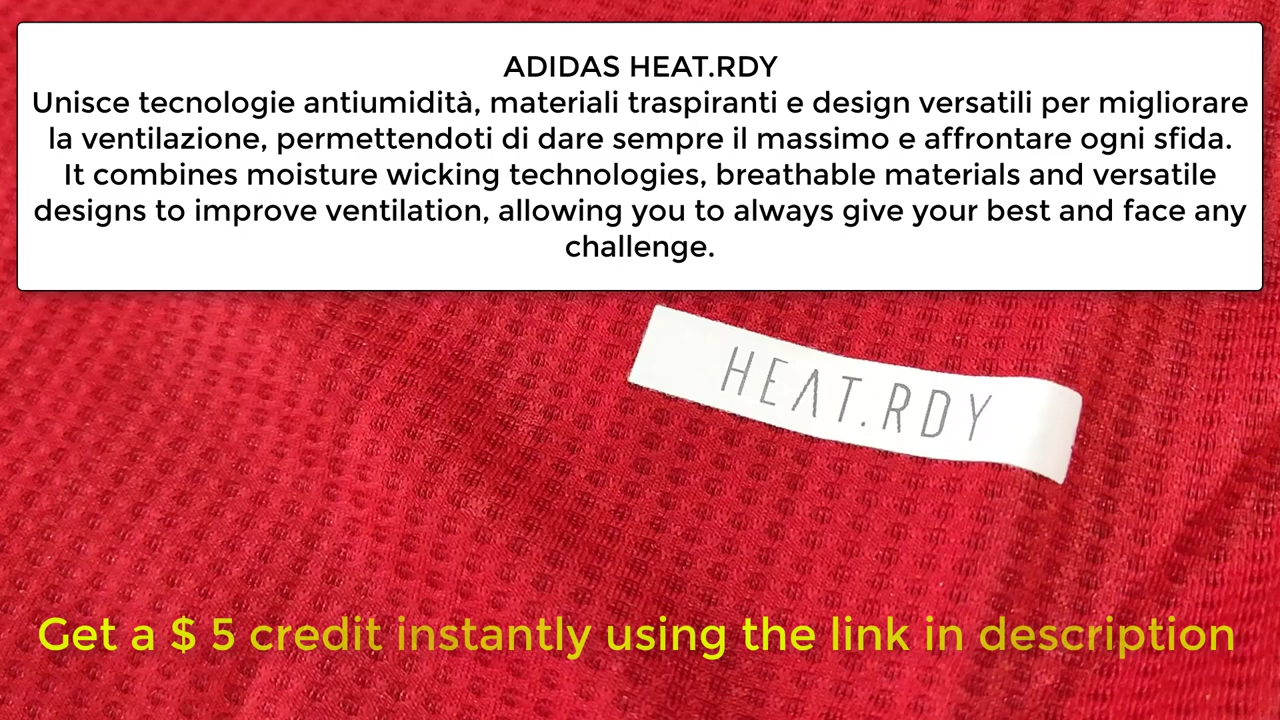 ADIDAS HEAT.RDY
Unisce tecnologie antiumidità, materiali traspiranti e design versatili per migliorare
la ventilazione, permettendoti di dare sempre il massimo e affrontare ogni sfida.
It combines moisture wicking technologies, breathable materials and versatile
designs to improve ventilation, allowing you to always give your best and face any
challenge.
HEAT.RDY
Get a $ 5 credit instantly using the link in description